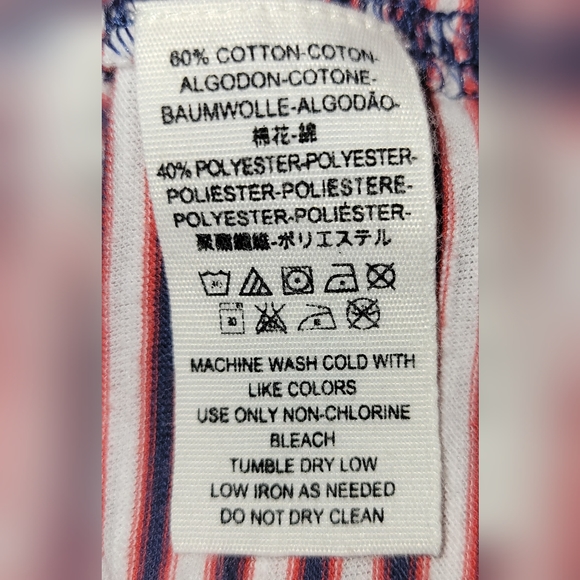 60% COTTON-COTON-
ALGODON-COTONE-
BAUMWOLLE-ALGODÃO-
棉花-綿
40% POLYESTER-POLYESTER-
POLIÉSTER-POLIESTERE-
POLYESTER-POLIÉSTER-
聚酯纖維-ポリエステル
MACHINE WASH COLD WITH
LIKE COLORS
USE ONLY NON-CHLORINE
BLEACH
TUMBLE DRY LOW
LOW IRON AS NEEDED
DO NOT DRY CLEAN